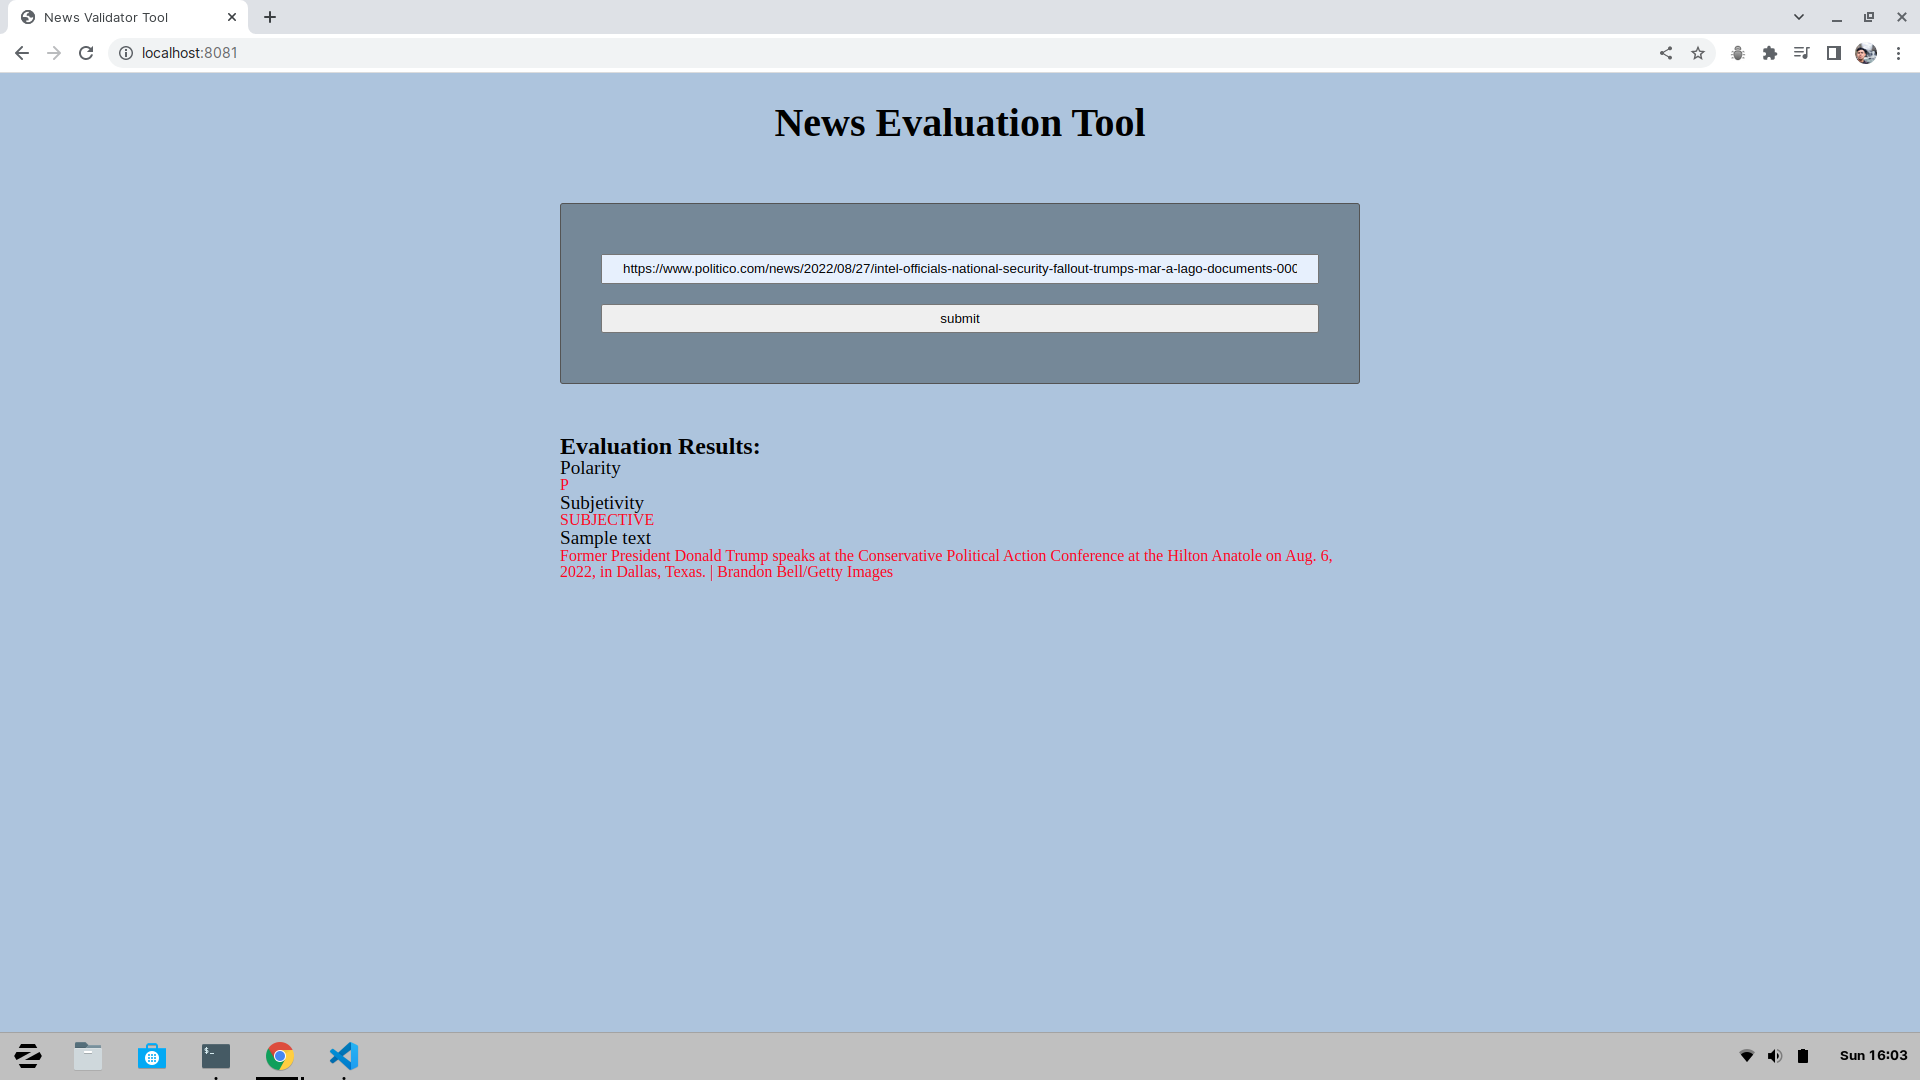 News Validator Tool
localhost:8081
News Evaluation Tool
https://www.politico.com/news/2022/08/27/intel-officials-national-security-fallout-trumps-mar-a-lago-documents-000
submit
Evaluation Results:
Polarity
P
Subjetivity
SUBJECTIVE
Sample text
Former President Donald Trump speaks at the Conservative Political Action Conference at the Hilton Anatole on Aug. 6,
2022, in Dallas, Texas. | Brandon Bell/Getty Images
$-
Sun 16:03